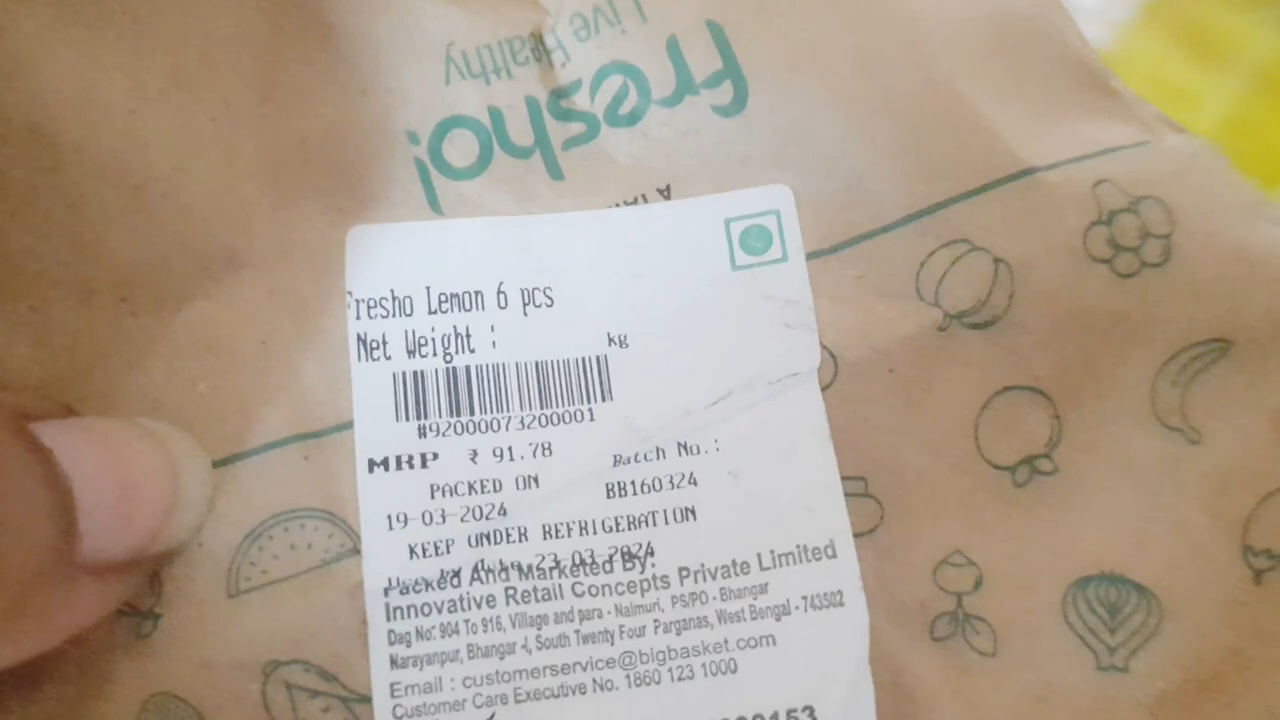 fresho!
Live Healthy
Fresho Lemon 6 pcs
Net Weight : kg
#92000073200001
MRP ₹ 91.78
Batch No.:
PACKED ON
BB160324
19-03-2024
KEEP UNDER REFRIGERATION
Use by date 23-03-2024
Packed And Marketed By:
Innovative Retail Concepts Private Limited
Dag No: 904 To 916, Village and para - Nalmuri, PS/PO - Bhangar
Narayanpur, Bhangar -I, South Twenty Four Parganas, West Bengal - 743502
Email : customerservice@bigbasket.com
Customer Care Executive No. 1860 123 1000